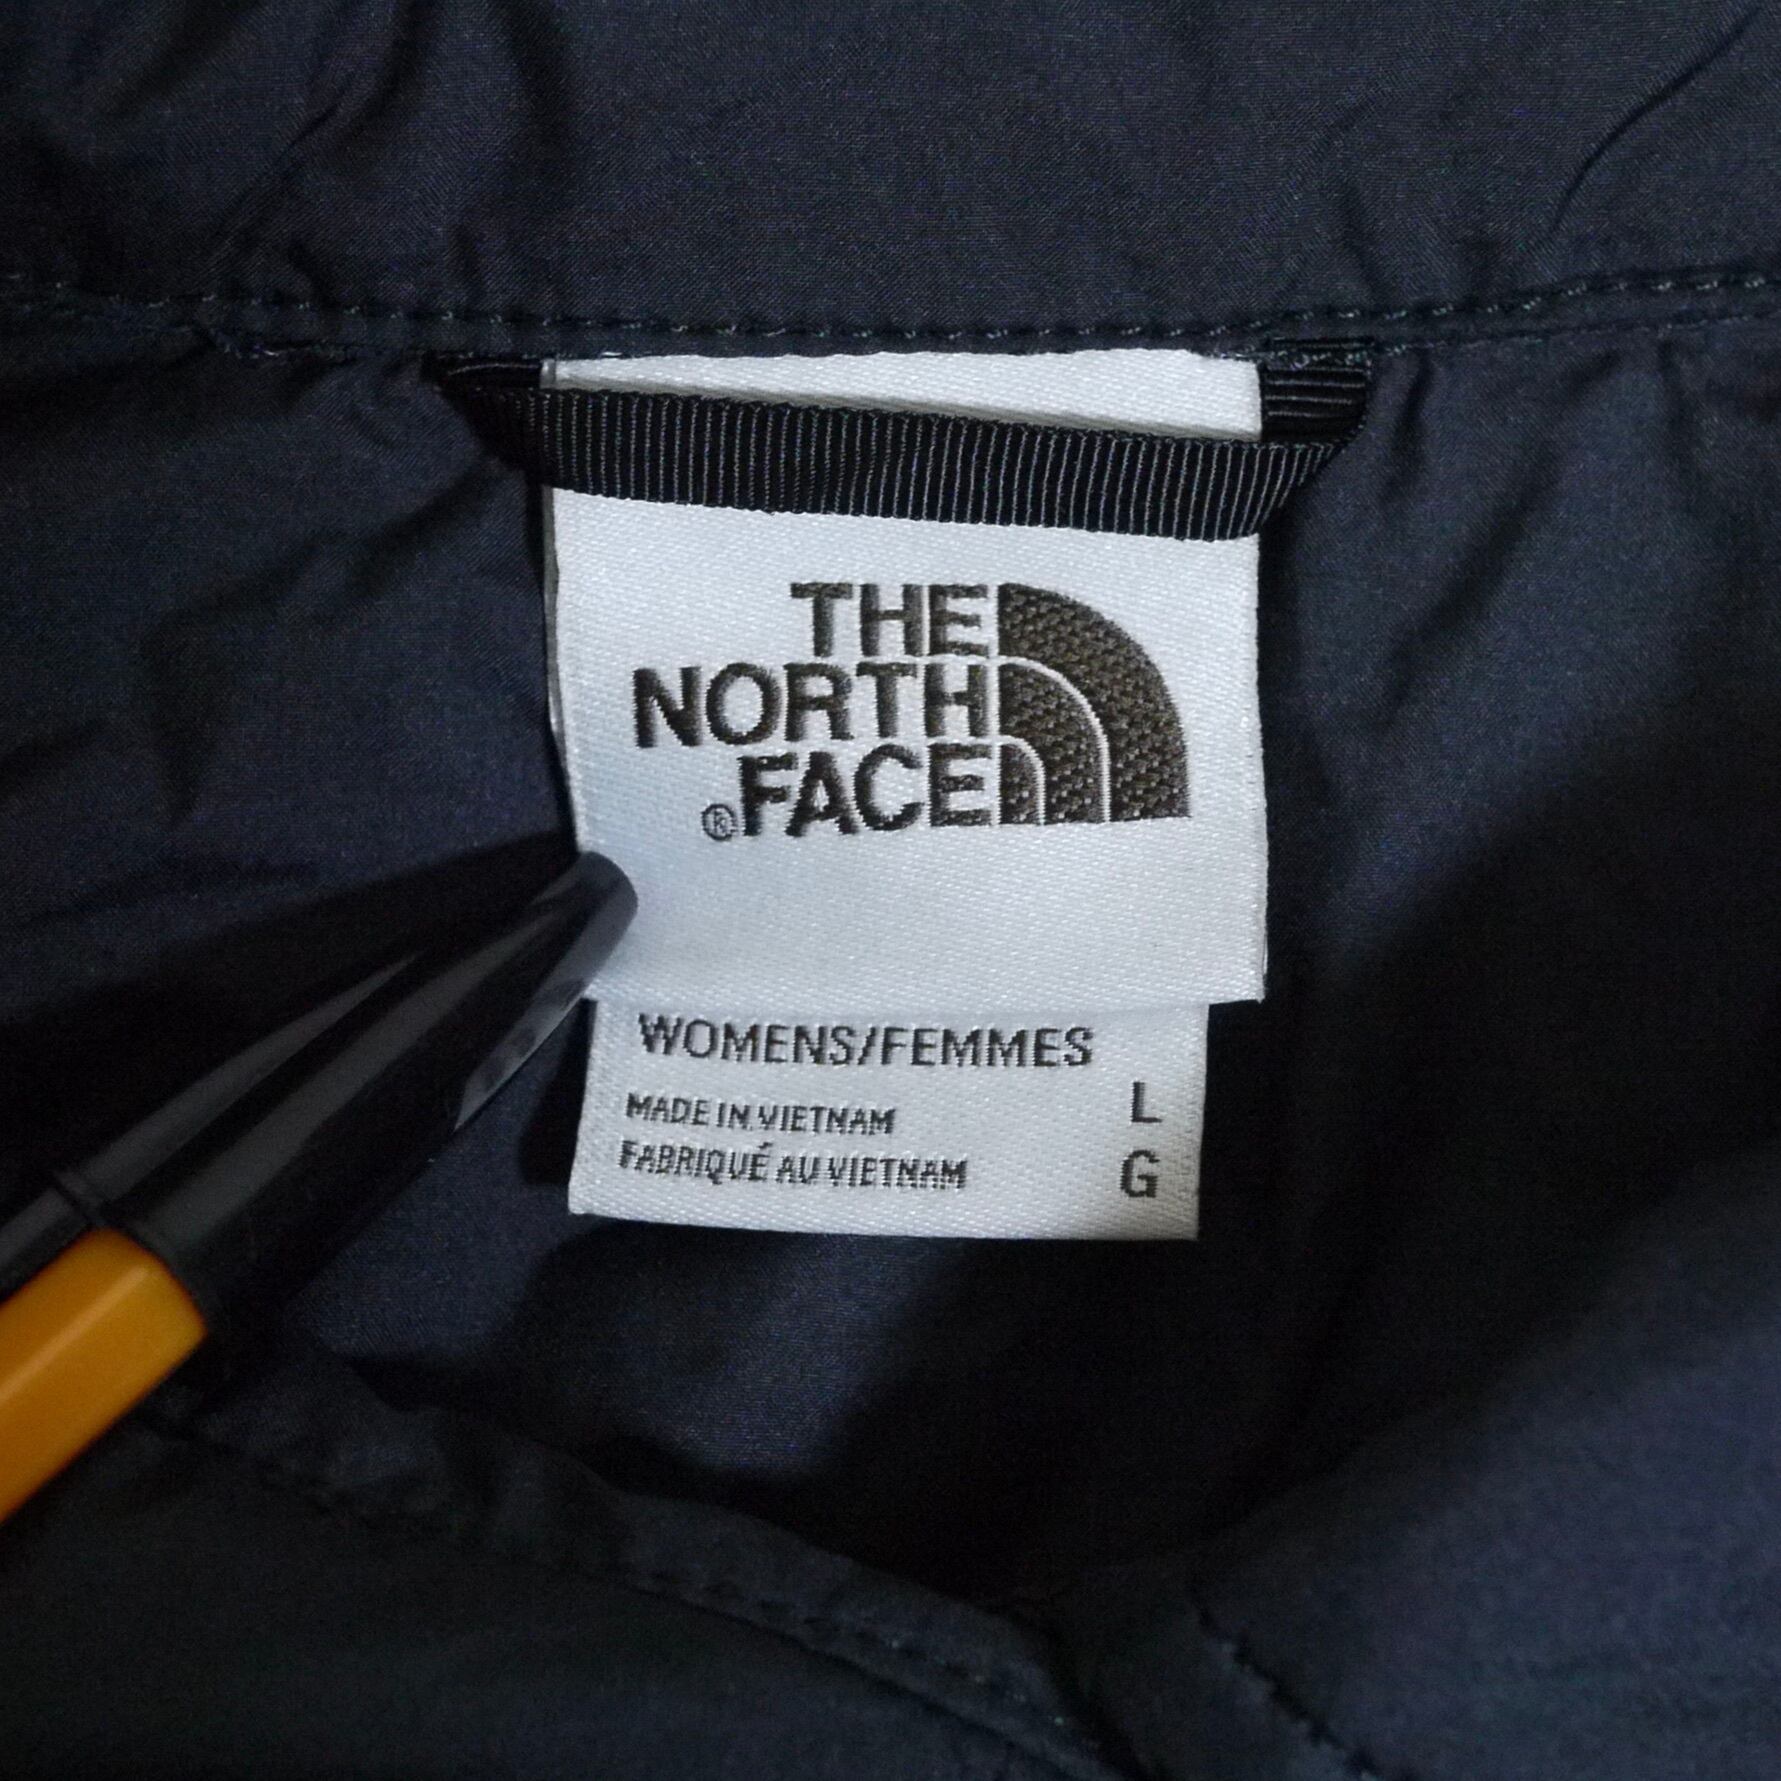 THE
NORTH
®FACE
WOMENS/FEMMES
MADE IN VIETNAM L
FABRIQUÉ AU VIETNAM G